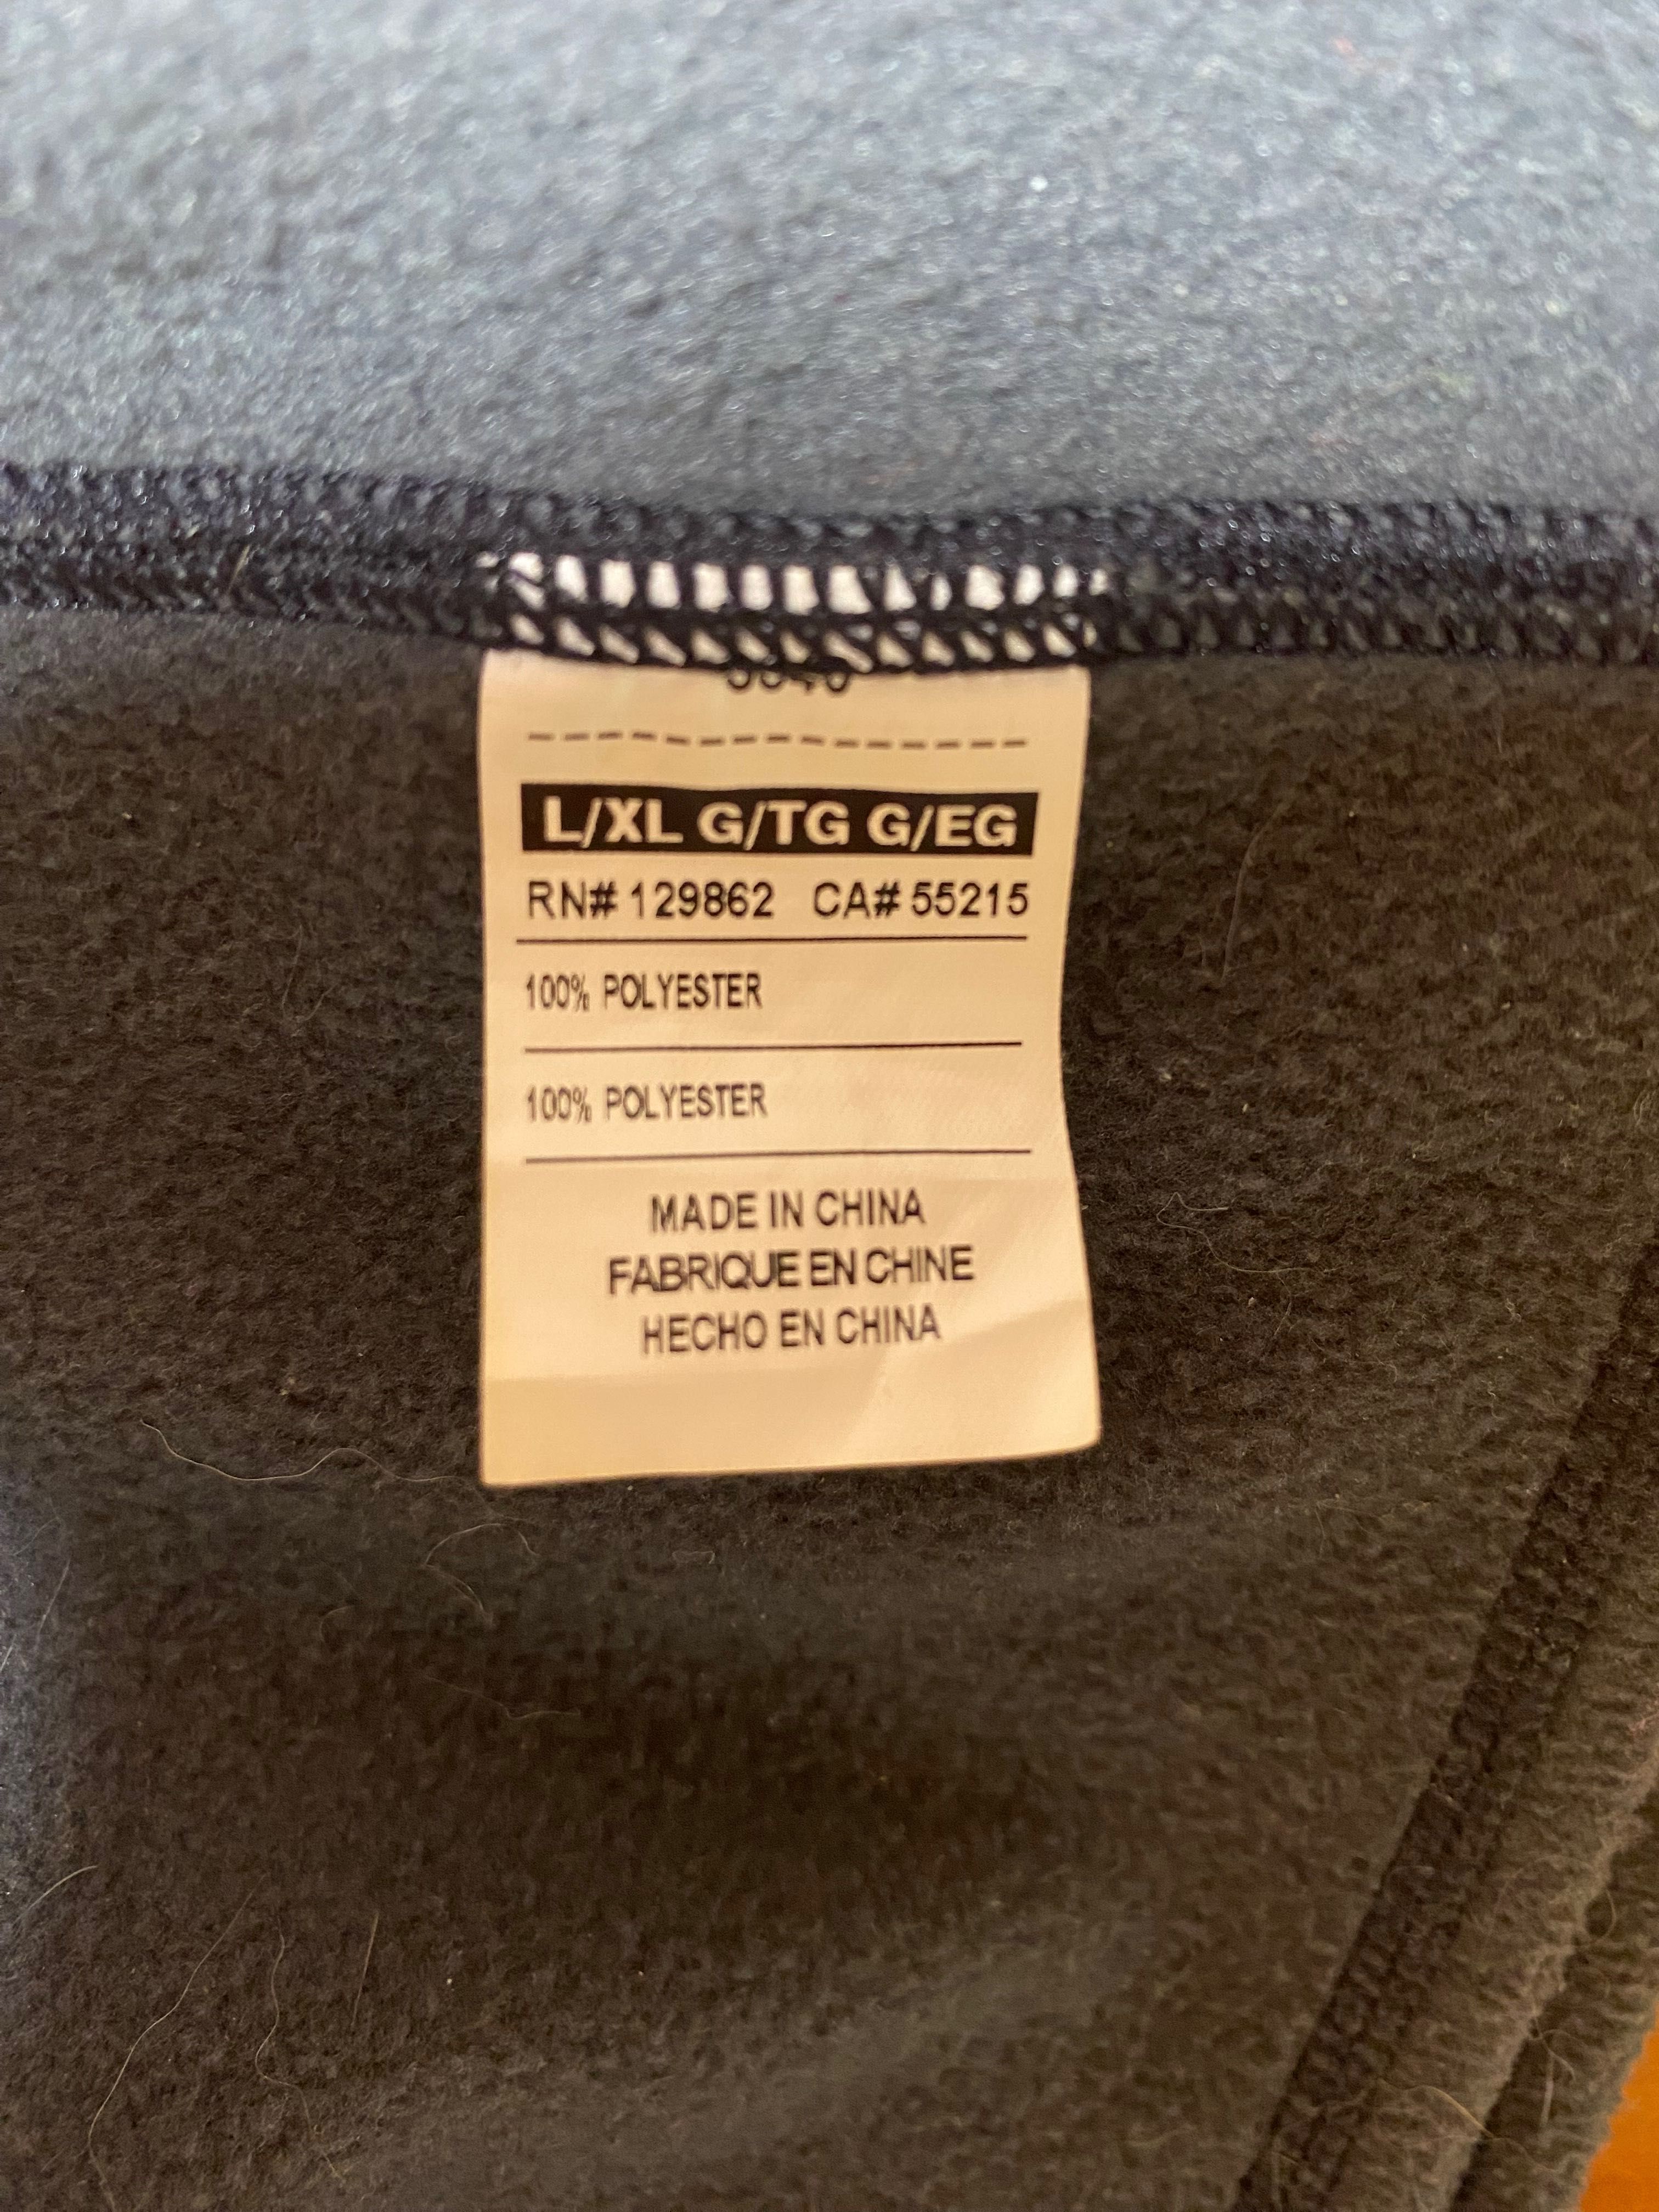 L/XL G/TG G/EG
RN# 129862 CA# 55215
100% POLYESTER
100% POLYESTER
MADE IN CHINA
FABRIQUE EN CHINE
HECHO EN CHINA